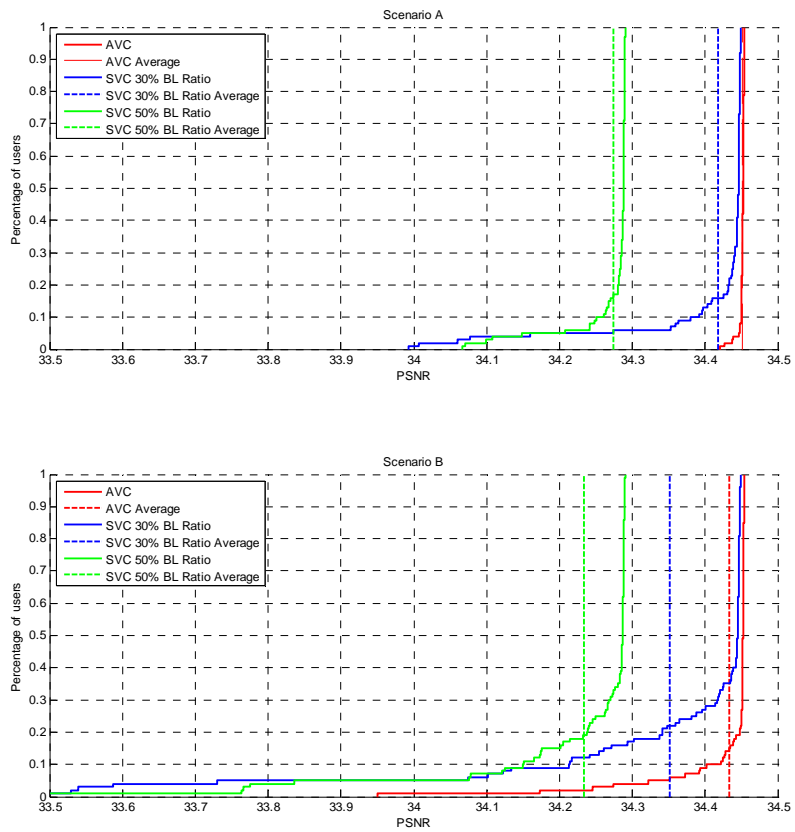 Scenario A
1
0.9
0.8
0.7
0.6
0.5
0.4
0.3
0.2
0.1
0
Percentage of users
AVC
AVC Average
SVC 30% BL Ratio
SVC 30% BL Ratio Average
SVC 50% BL Ratio
SVC 50% BL Ratio Average
33.5 33.6 33.7 33.8 33.9 34 34.1 34.2 34.3 34.4 34.5
PSNR
Scenario B
1
0.9
0.8
0.7
0.6
0.5
0.4
0.3
0.2
0.1
0
Percentage of users
AVC
AVC Average
SVC 30% BL Ratio
SVC 30% BL Ratio Average
SVC 50% BL Ratio
SVC 50% BL Ratio Average
33.5 33.6 33.7 33.8 33.9 34 34.1 34.2 34.3 34.4 34.5
PSNR